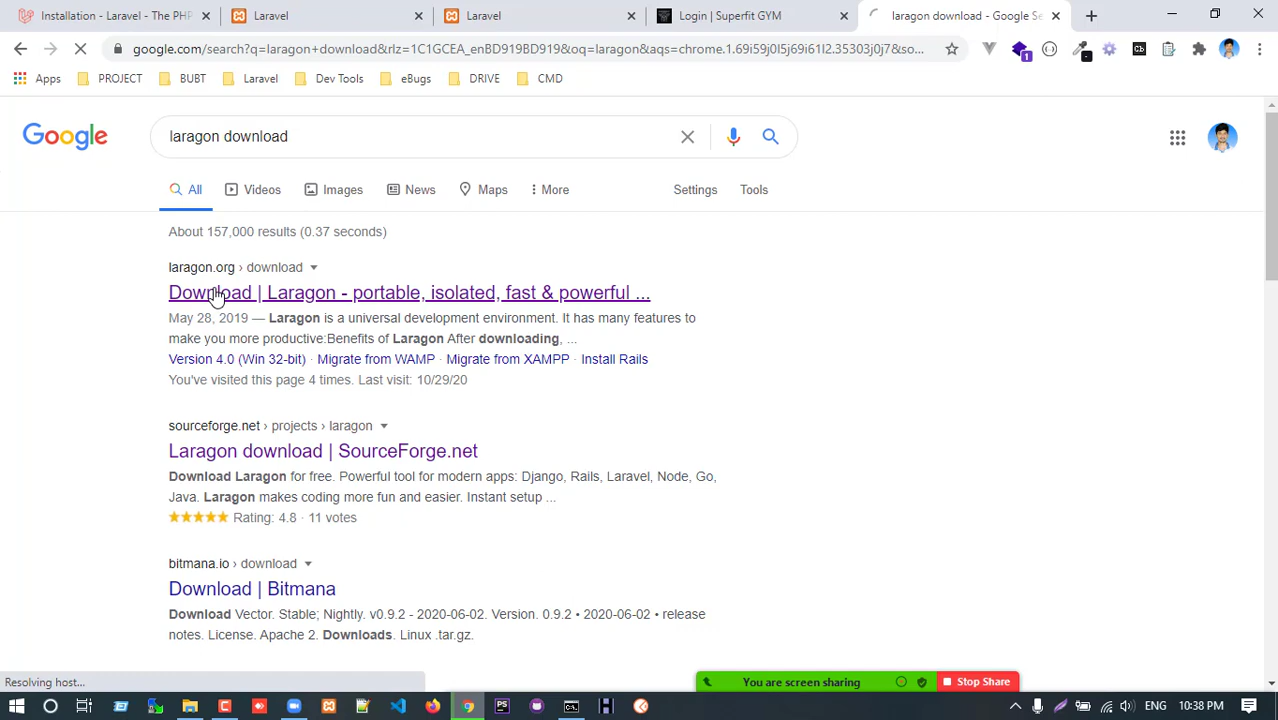 Installation - Laravel - The PHP
Laravel
Laravel
Login | Superfit GYM
laragon download - Google Se
google.com/search?q=laragon+download&rlz=1C1GCEA_enBD919BD919&oq=laragon&aqs=chrome.1.69i59j0l5j69i61l2.35303j0j7&so...
Apps
PROJECT
BUBT
Laravel
Dev Tools
eBugs
DRIVE
CMD
Google
laragon download
All
Videos
Images
News
Maps
More
Settings
Tools
About 157,000 results (0.37 seconds)
laragon.org › download
Download | Laragon - portable, isolated, fast & powerful ...
May 28, 2019 — Laragon is a universal development environment. It has many features to
make you more productive:Benefits of Laragon After downloading, ...
Version 4.0 (Win 32-bit) · Migrate from WAMP · Migrate from XAMPP · Install Rails
You've visited this page 4 times. Last visit: 10/29/20
sourceforge.net › projects › laragon
Laragon download | SourceForge.net
Download Laragon for free. Powerful tool for modern apps: Django, Rails, Laravel, Node, Go,
Java. Laragon makes coding more fun and easier. Instant setup ...
Rating: 4.8 · 11 votes
bitmana.io › download
Download | Bitmana
Download Vector. Stable; Nightly. v0.9.2 - 2020-06-02. Version. 0.9.2 • 2020-06-02 • release
notes. License. Apache 2. Downloads. Linux .tar.gz.
Resolving host...
You are screen sharing
Stop Share
ENG
10:38 PM